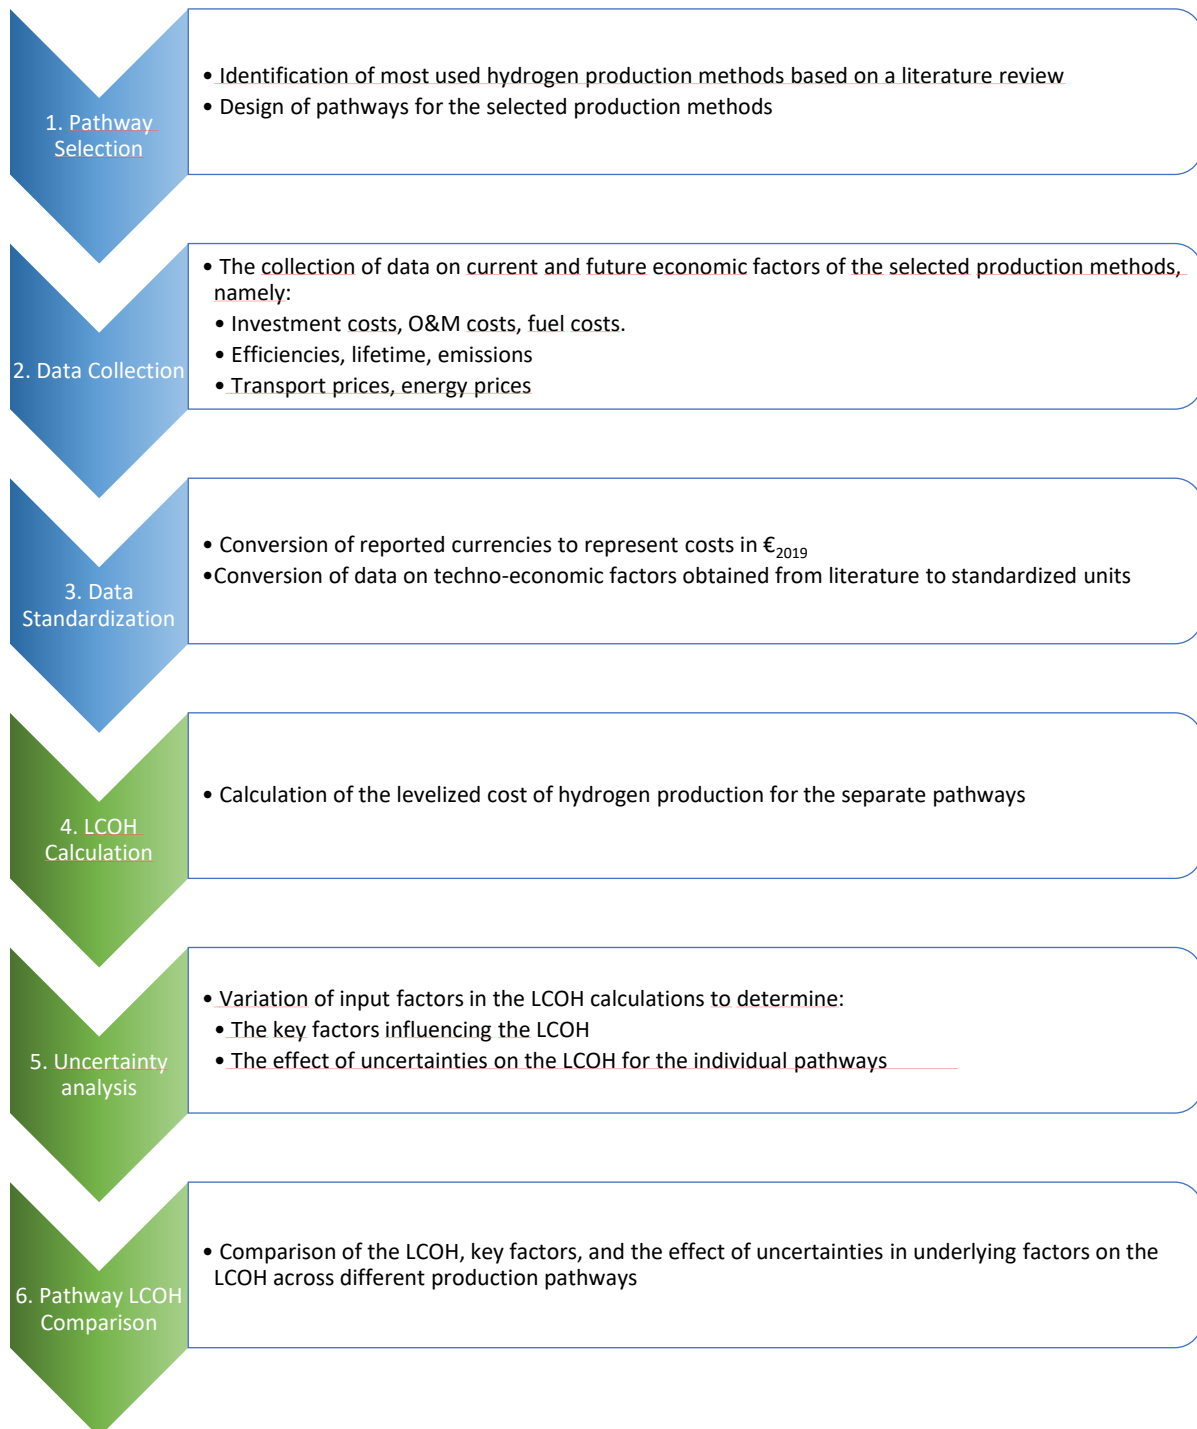 1. Pathway
Selection
• Identification of most used hydrogen production methods based on a literature review
• Design of pathways for the selected production methods
2. Data Collection
• The collection of data on current and future economic factors of the selected production methods,
namely:
• Investment costs, O&M costs, fuel costs.
• Efficiencies, lifetime, emissions
• Transport prices, energy prices
3. Data
Standardization
• Conversion of reported currencies to represent costs in €2019
•Conversion of data on techno-economic factors obtained from literature to standardized units
4. LCOH
Calculation
• Calculation of the levelized cost of hydrogen production for the separate pathways
5. Uncertainty
analysis
• Variation of input factors in the LCOH calculations to determine:
• The key factors influencing the LCOH
• The effect of uncertainties on the LCOH for the individual pathways
6. Pathway LCOH
Comparison
• Comparison of the LCOH, key factors, and the effect of uncertainties in underlying factors on the
LCOH across different production pathways